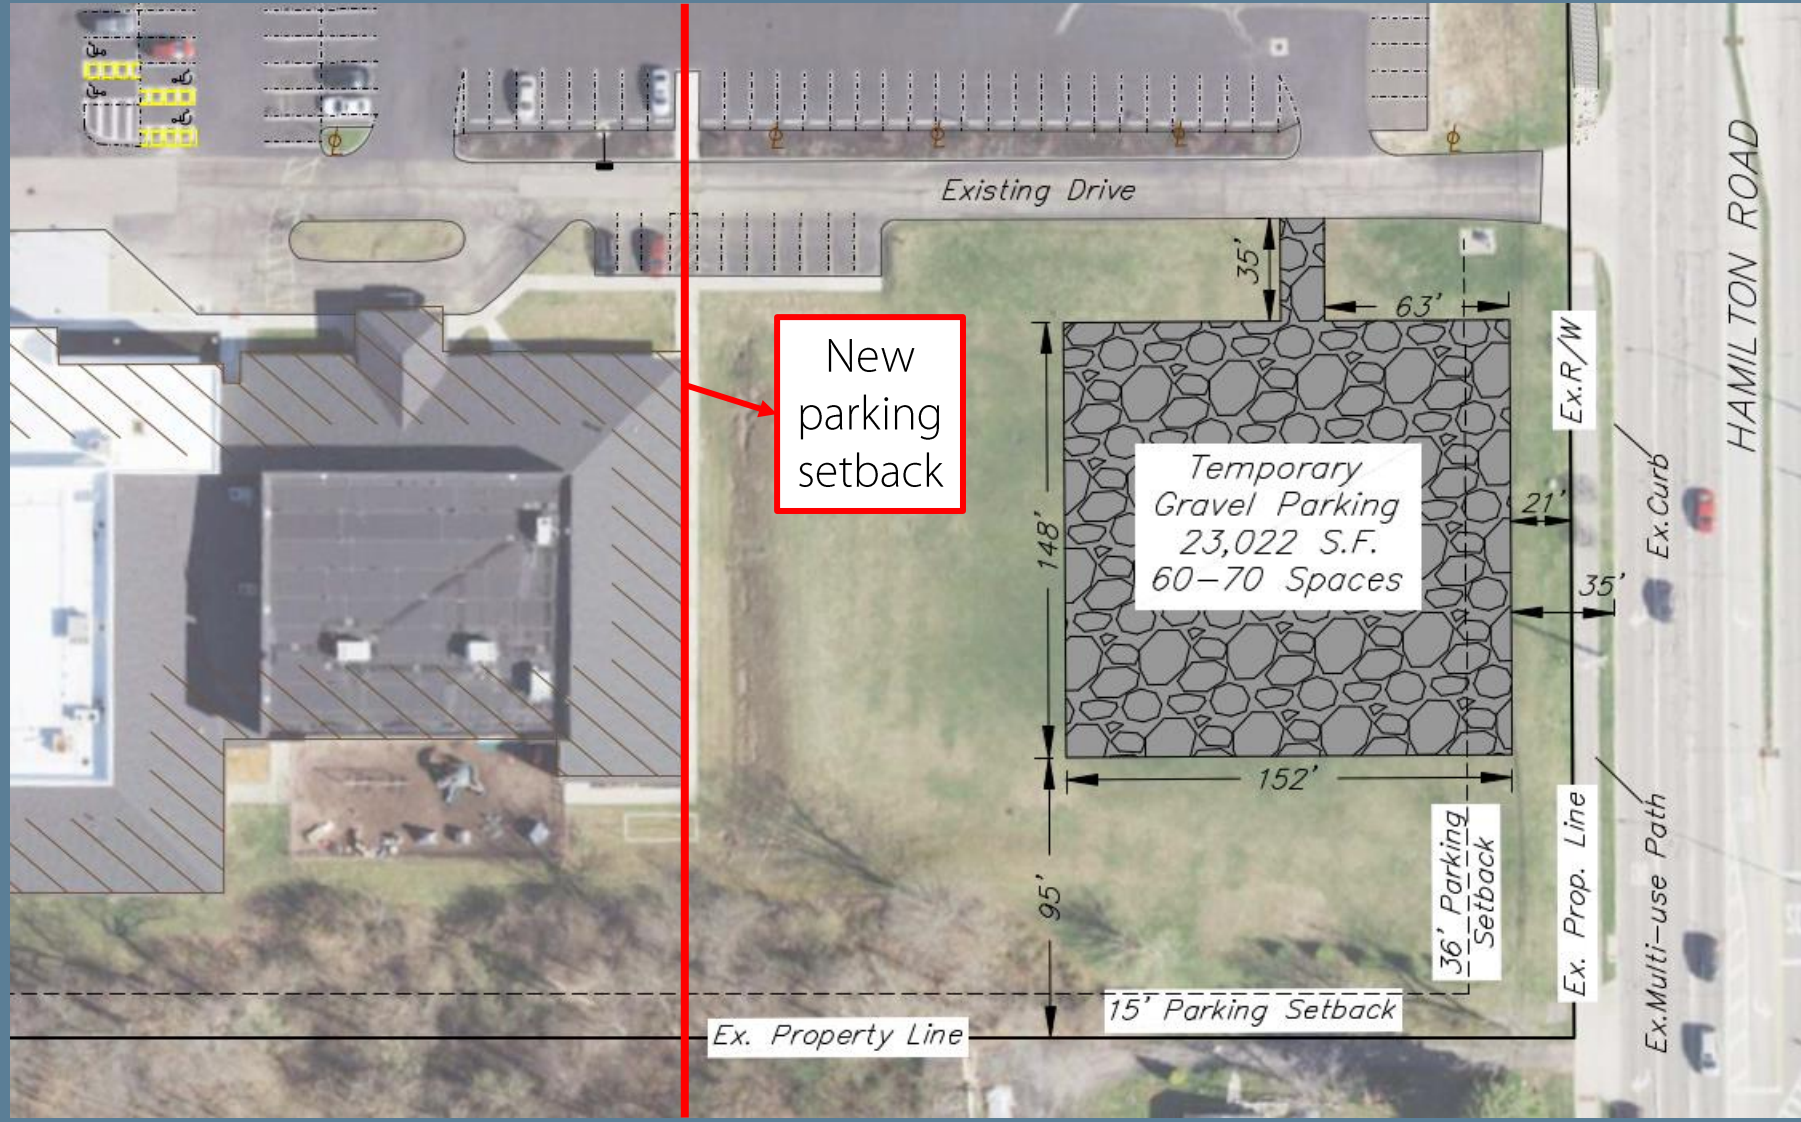 HAMILTON ROAD
Existing Drive
35'
63'
New
parking
setback
Ex.R/W
Temporary
Gravel Parking
23,022 S.F.
60-70 Spaces
148'
21'
Ex.Curb
35'
152'
95'
36' Parking
Setback
Ex. Prop. Line
Ex.Multi-use Path
15' Parking Setback
Ex. Property Line